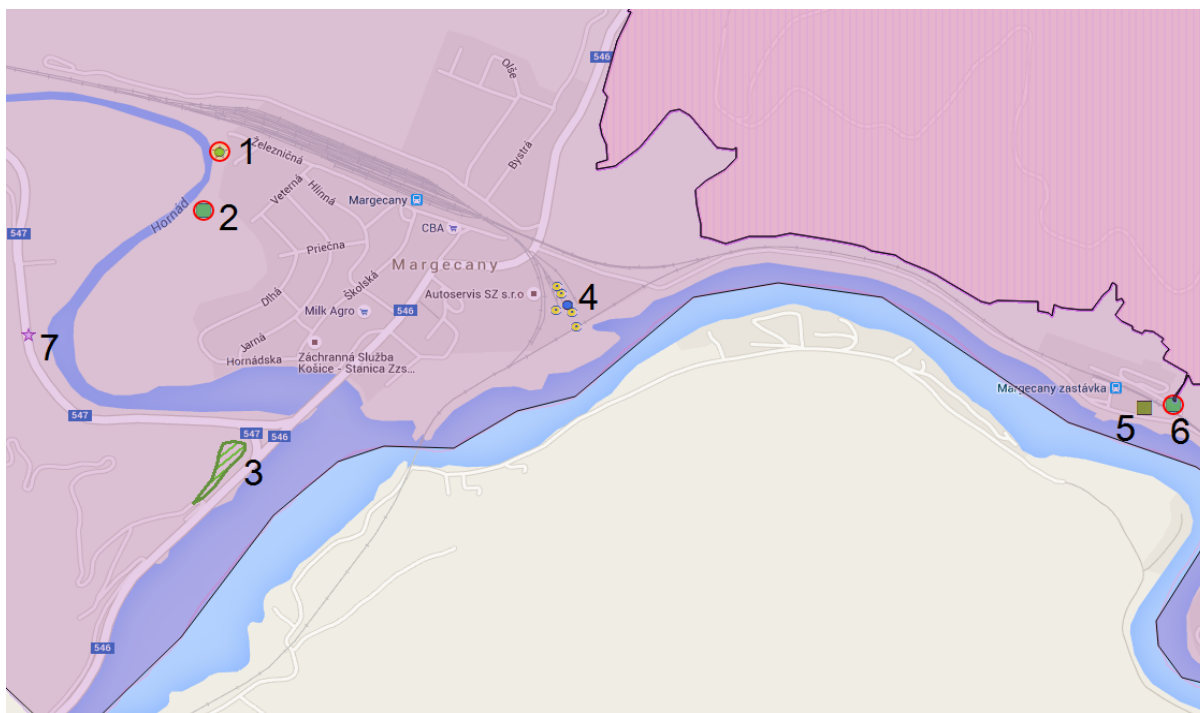 546
Olše
Bystrá
1
Železničná
Hlinná
Veterná
Margecany
2
Hornád
CBA
547
Priečna
Margecany
Školská
Dlhá
Autoservis SZ s.r.o
4
Milk Agro
546
7
Jarná
Hornádska
Záchranná Služba
Košice - Stanica Zzs...
Margecany zastávka
547
5
6
547
546
3
546